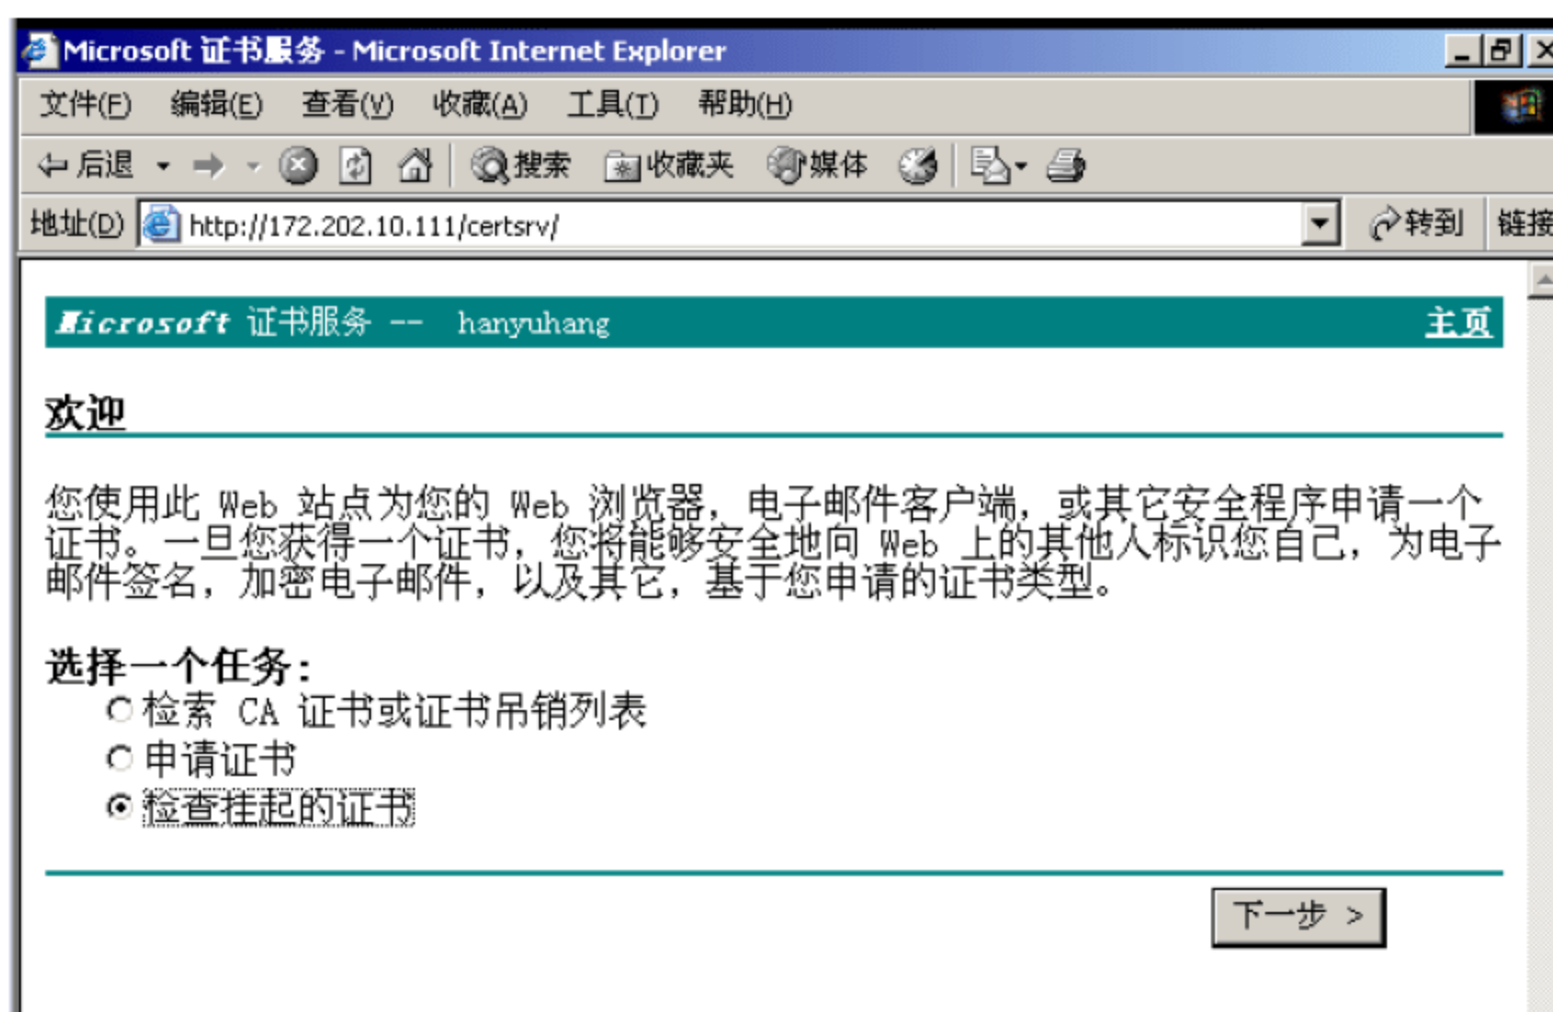 Microsoft 证书服务 - Microsoft Internet Explorer
文件(F) 编辑(E) 查看(V) 收藏(A) 工具(T) 帮助(H)
后退 搜索 收藏夹 媒体
地址(D) http://172.202.10.111/certsrv/ 转到 链接
Microsoft 证书服务 -- hanyuhang 主页
欢迎
您使用此 Web 站点为您的 Web 浏览器，电子邮件客户端，或其它安全程序申请一个
证书。一旦您获得一个证书，您将能够安全地向 Web 上的其他人标识您自己，为电子
邮件签名，加密电子邮件，以及其它，基于您申请的证书类型。
选择一个任务:
检索 CA 证书或证书吊销列表
申请证书
检查挂起的证书
下一步 >